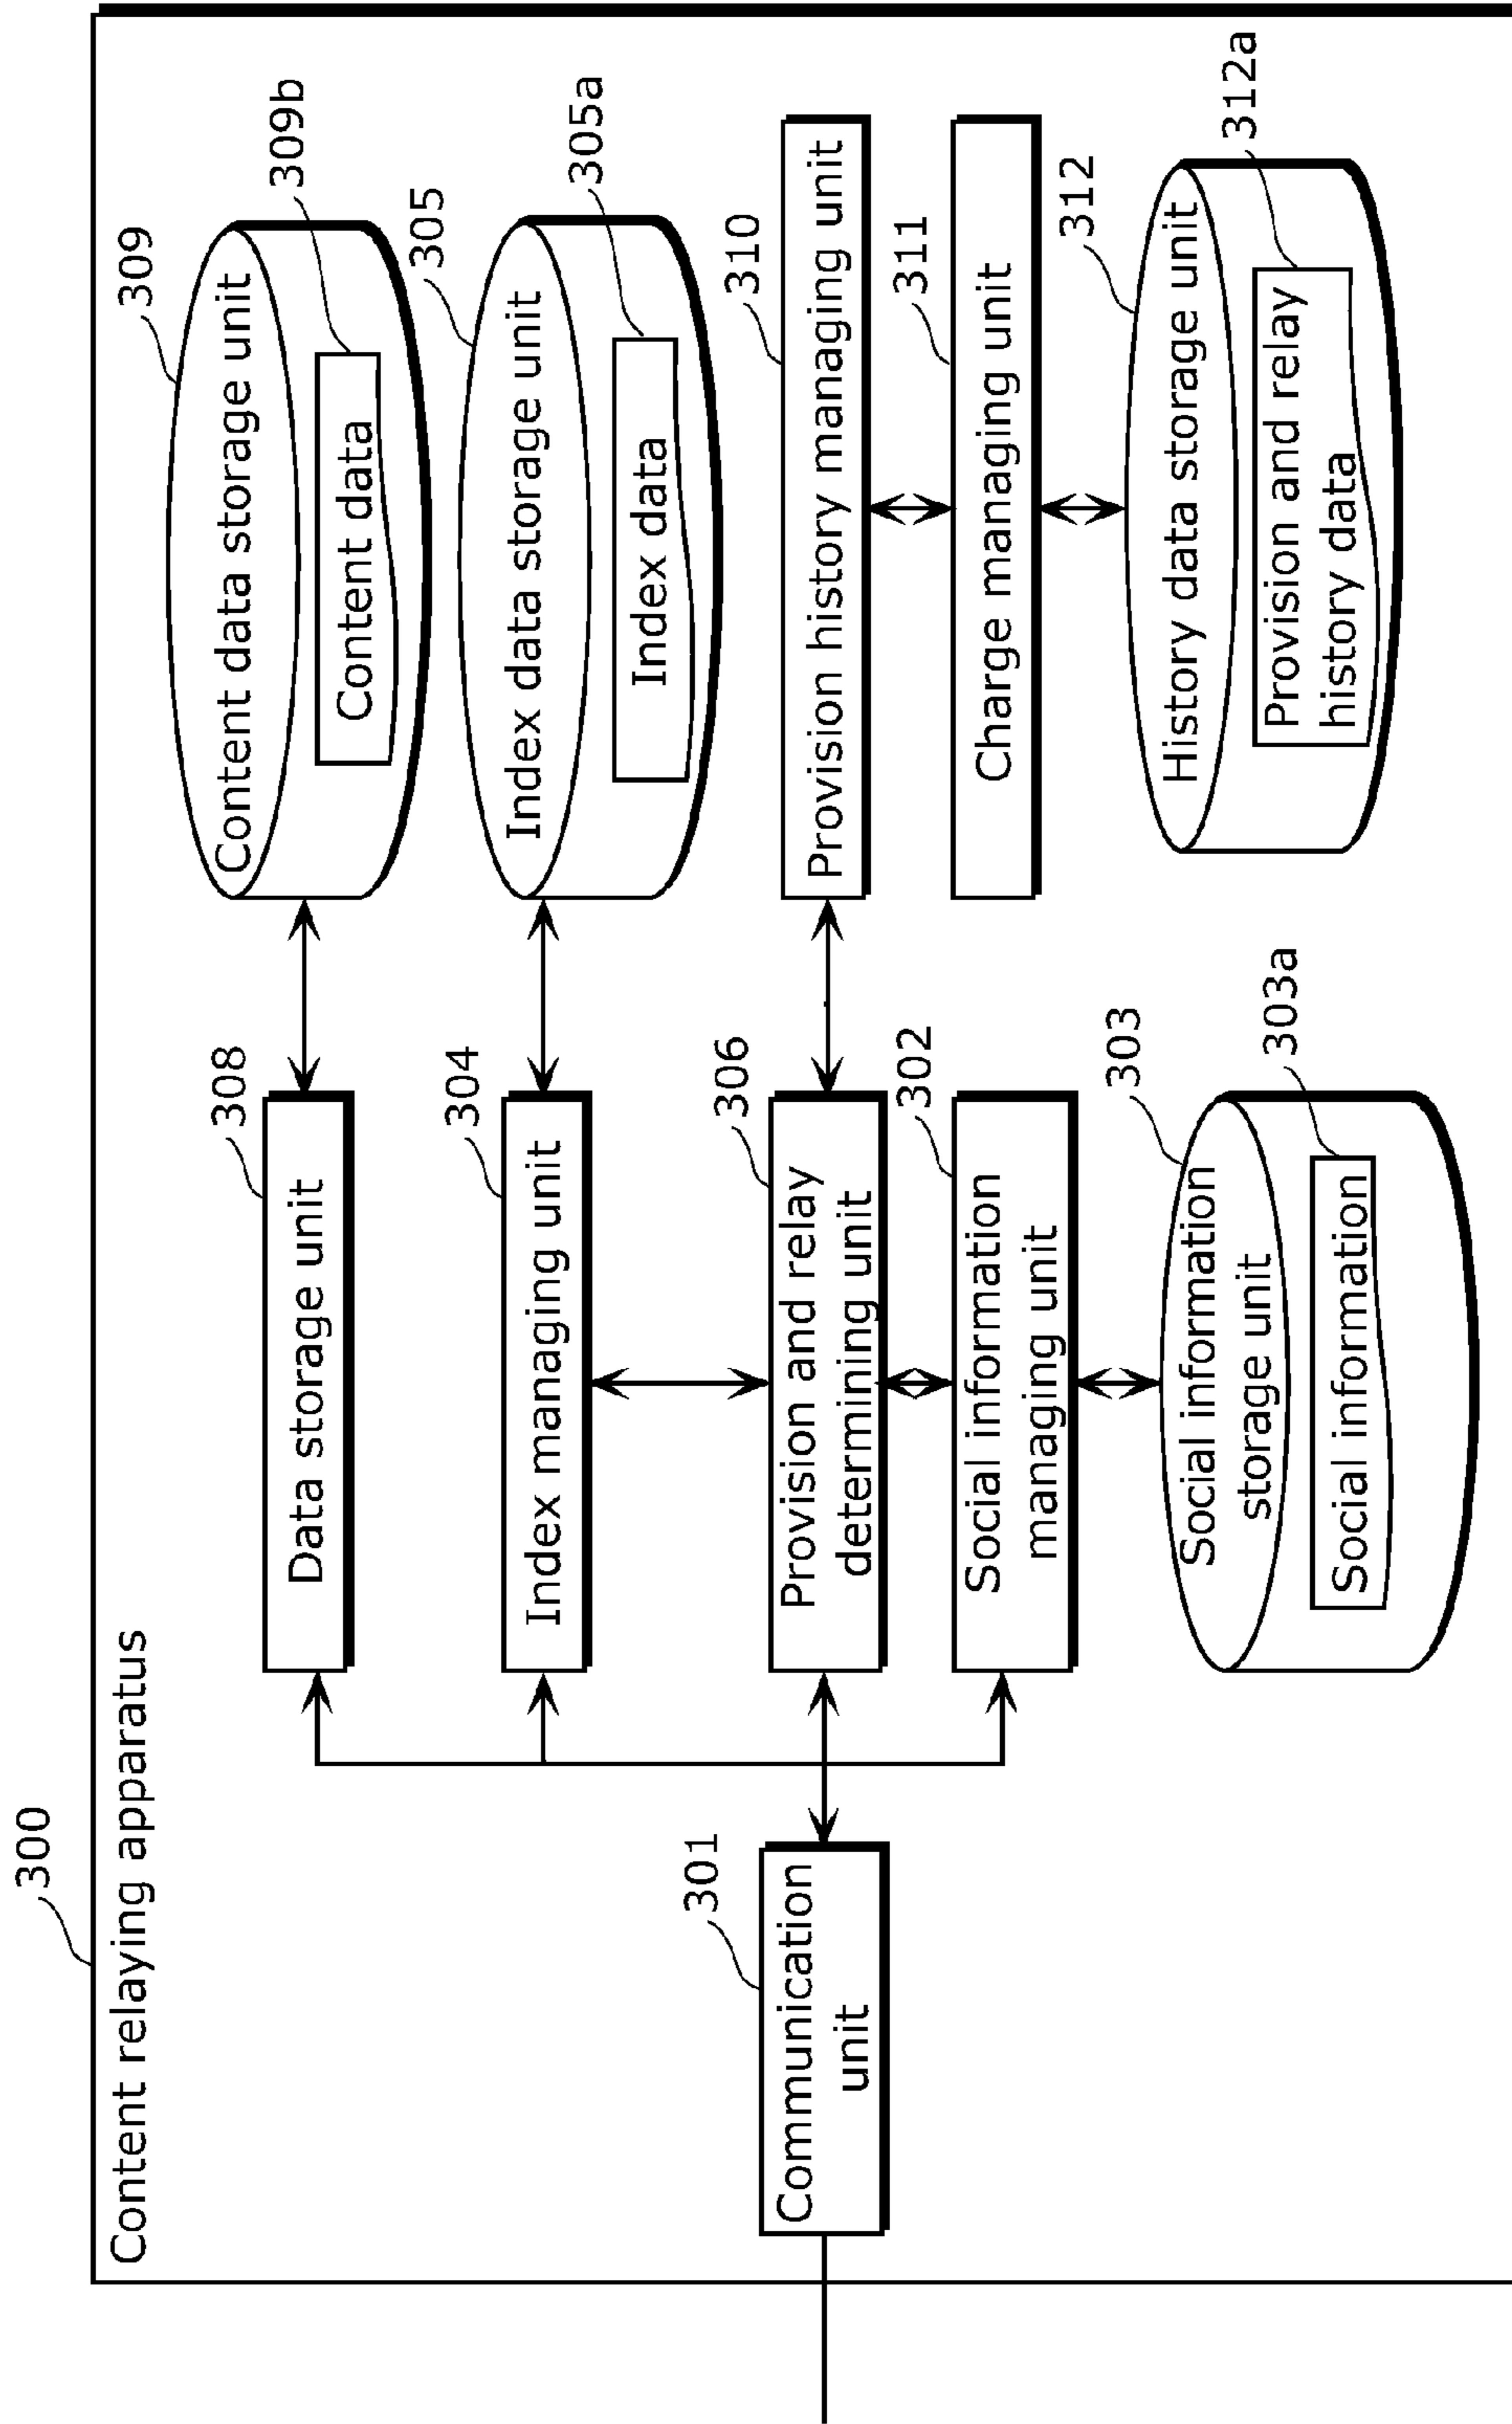 300
Content relaying apparatus
301
Communication
unit
308
Data storage unit
304
Index managing unit
306
Provision and relay
determining unit
302
Social information
managing unit
303
Social information
storage unit
303a
Social information
309
Content data storage unit
309b
Content data
305
Index data storage unit
305a
Index data
310
Provision history managing unit
311
Charge managing unit
312
History data storage unit
312a
Provision and relay
history data